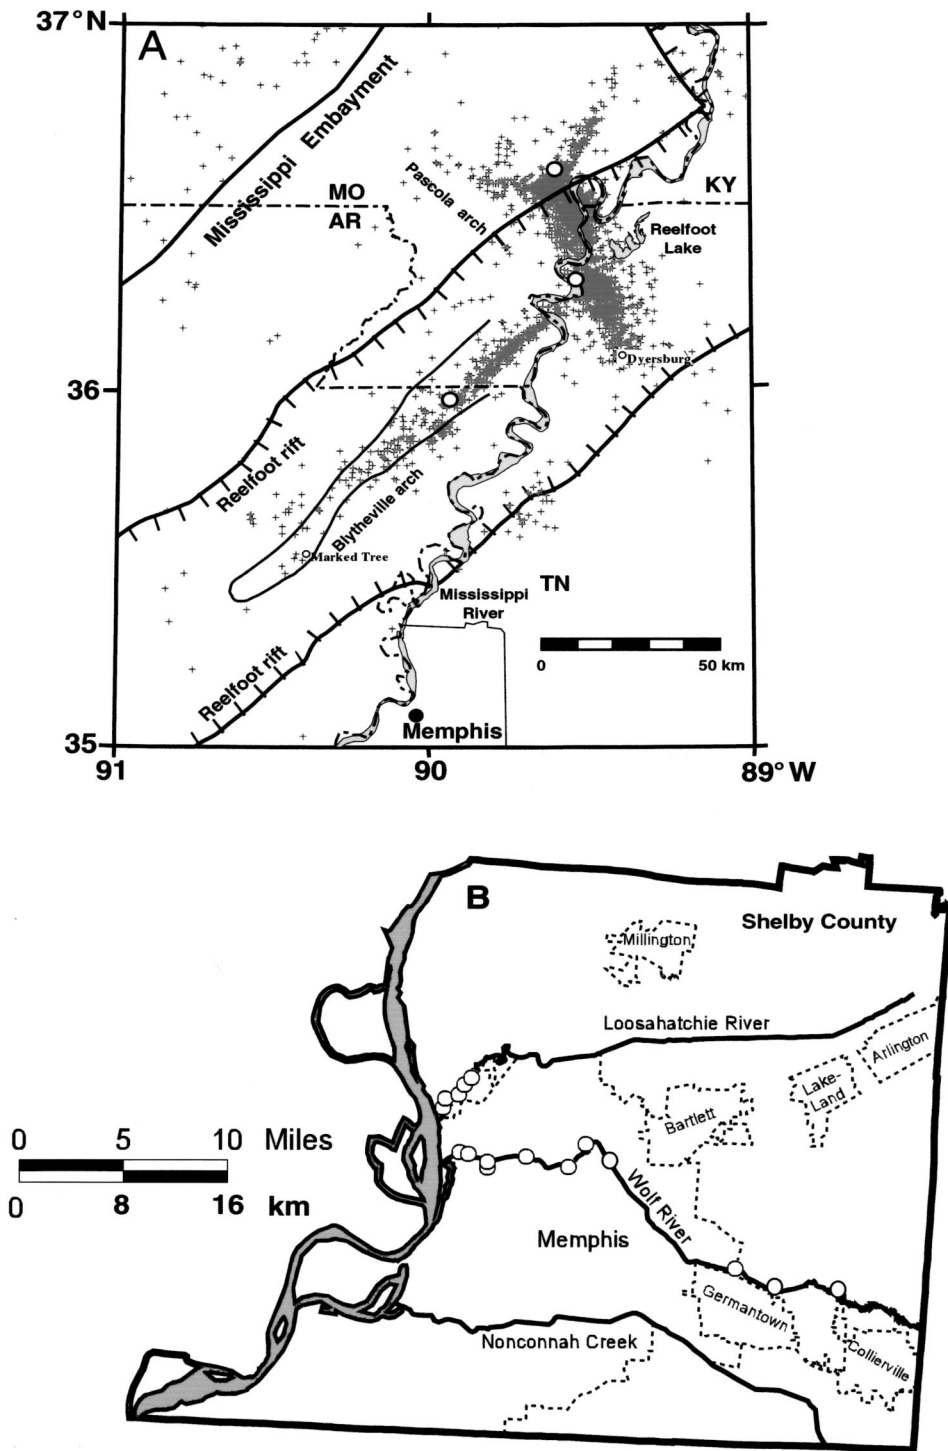 37°N
A
Mississippi Embayment
MO
AR
Pascola arch
KY
Reelfoot
Lake
Dyersburg
36
Reelfoot rift
Blytheville arch
Marked Tree
TN
Mississippi
River
0 50 km
Reelfoot rift
Memphis
35
91 90 89°W
B
Shelby County
Millington
Loosahatchie River
Arlington
Lake-
Land
Bartlett
0 5 10 Miles
0 8 16 km
Wolf River
Memphis
Germantown
Nonconnah Creek
Collierville